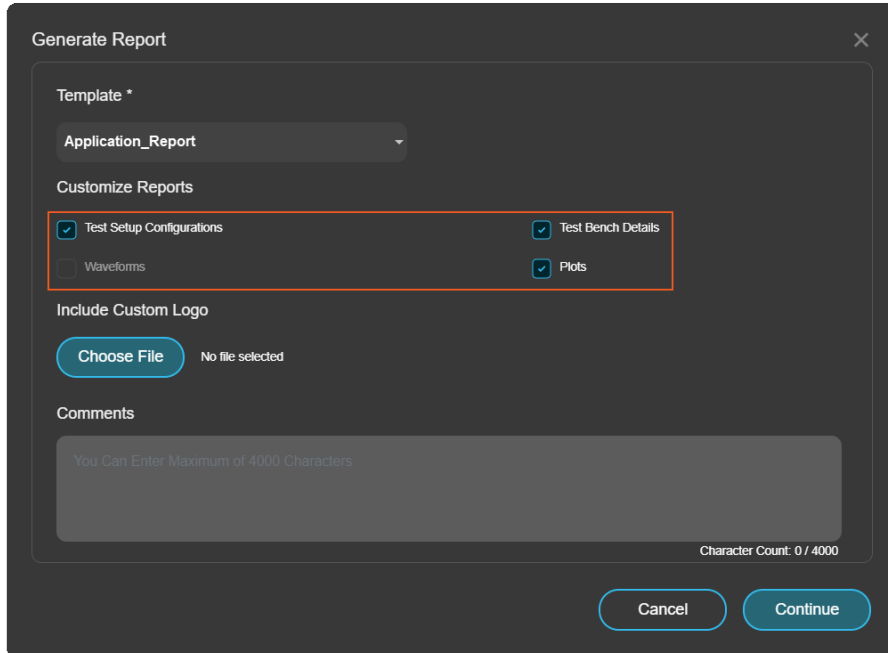 Generate Report
Template *
Application_Report
Customize Reports
Test Setup Configurations
Test Bench Details
Waveforms
Plots
Include Custom Logo
Choose File
No file selected
Comments
You Can Enter Maximum of 4000 Characters
Character Count: 0 / 4000
Cancel
Continue